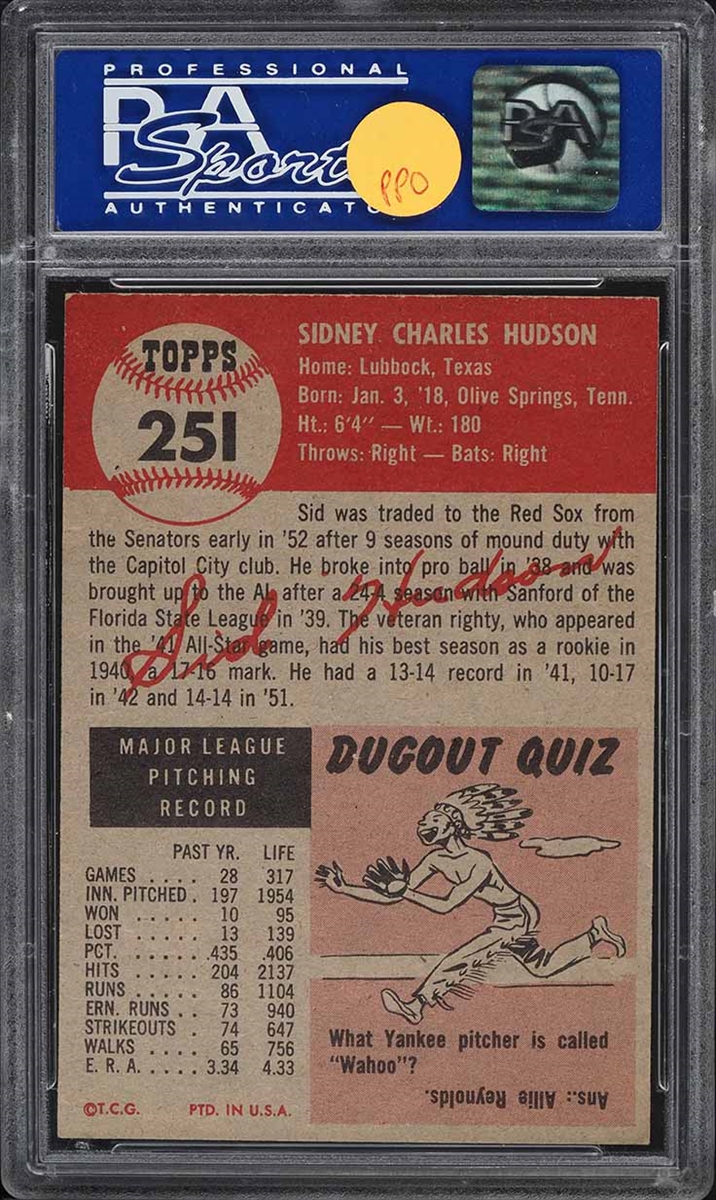 PROFESSIONAL
PSA
Sport
AUTHENTICATO
PPO
PSA
TOPPS
251
SIDNEY CHARLES HUDSON
Home: Lubbock, Texas
Born: Jan. 3, '18, Olive Springs, Tenn.
Ht.: 6'4" — Wt.: 180
Throws: Right — Bats: Right
Sid was traded to the Red Sox from
the Senators early in '52 after 9 seasons of mound duty with
the Capitol City club. He broke into pro ball in '38 and was
brought up to the AL after a 24-4 season with Sanford of the
Florida State League in '39. The veteran righty, who appeared
in the '41 All-Star game, had his best season as a rookie in
1940, a 17-16 mark. He had a 13-14 record in '41, 10-17
in '42 and 14-14 in '51.
Sid Hudson
MAJOR LEAGUE
PITCHING
RECORD
PAST YR. LIFE
GAMES . . . . 28 317
INN. PITCHED . 197 1954
WON . . . . . 10 95
LOST . . . . . 13 139
PCT. . . . . . .435 .406
HITS . . . . . 204 2137
RUNS . . . . . 86 1104
ERN. RUNS . . 73 940
STRIKEOUTS . 74 647
WALKS . . . . 65 756
E. R. A. . . . . 3.34 4.33
©T.C.G. PTD. IN U.S.A.
DUGOUT QUIZ
What Yankee pitcher is called
"Wahoo"?
Ans.: Allie Reynolds.